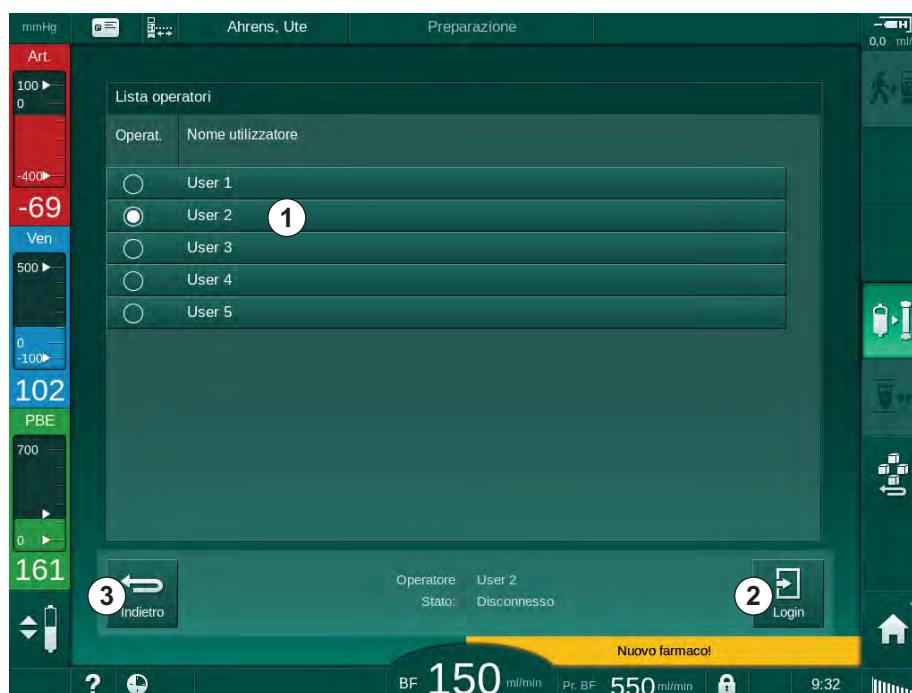 mmHg
Ahrens, Ute
Preparazione
0,0 ml/
Art.
100
0
-400
-69
Ven
500
0
-100
102
PBE
700
0
161
Lista operatori
Operat. Nome utilizzatore
User 1
User 2
1
User 3
User 4
User 5
3
Indietro
Operatore User 2
Stato: Disconnesso
2
Login
Nuovo farmaco!
?
BF 150 ml/min
Pr. BF 550 ml/min
9:32